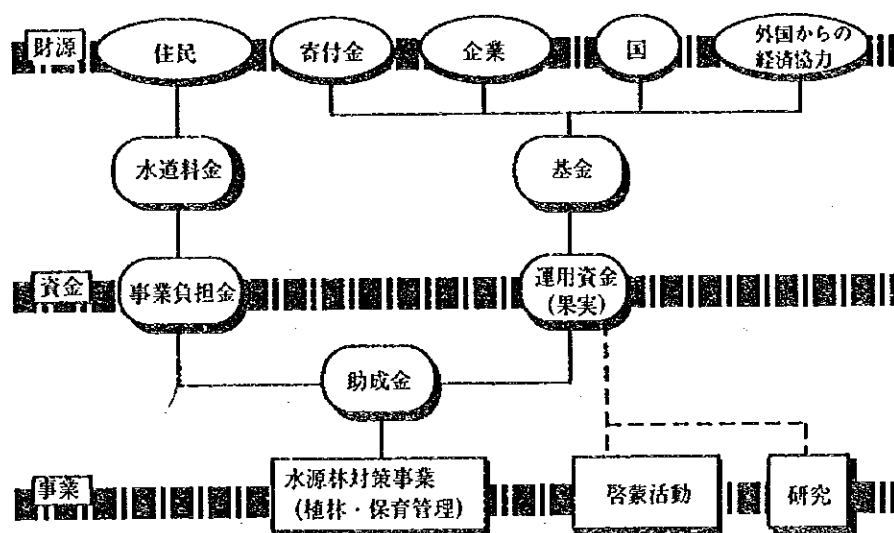 財源
住民
寄付金
企業
国
外国からの
経済協力
水道料金
基金
資金
事業負担金
運用資金
(果実)
助成金
事業
水源林対策事業
(植林・保育管理)
啓蒙活動
研究